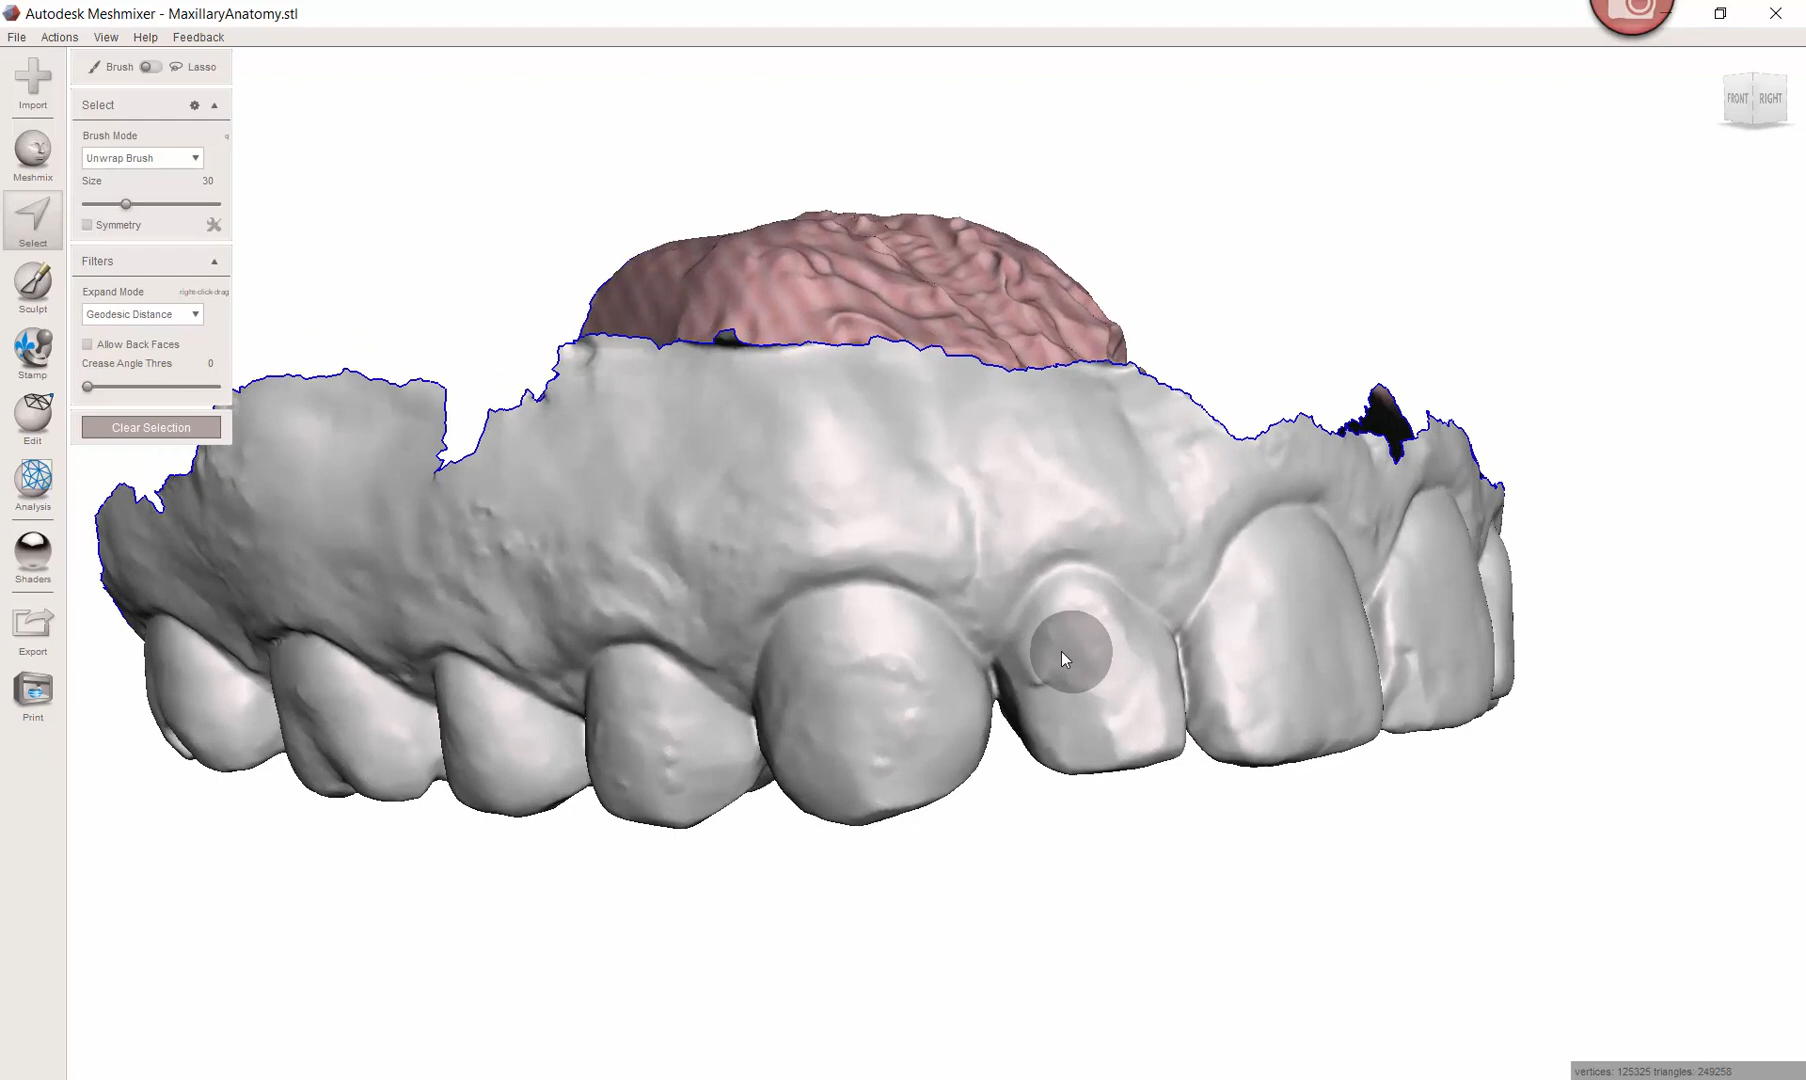 Autodesk Meshmixer - MaxillaryAnatomy.stl
File Actions View Help Feedback
Brush Lasso
Import
Select
Brush Mode q
Meshmix
Unwrap Brush
Size 30
Symmetry
Select
Filters
Expand Mode right-click-drag
Sculpt
Geodesic Distance
Allow Back Faces
Crease Angle Thres 0
Stamp
Clear Selection
Edit
Analysis
Shaders
Export
Print
FRONT RIGHT
vertices: 125325 triangles: 249258